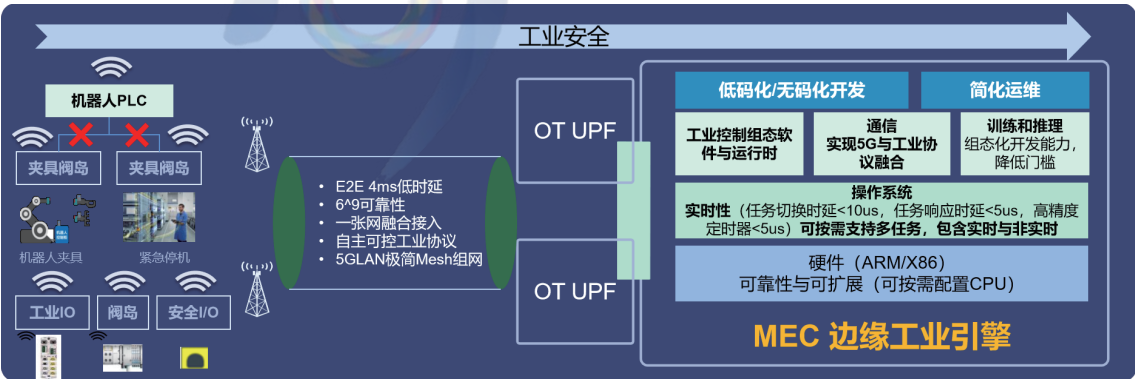 工业安全
机器人PLC
夹具阀岛
夹具阀岛
机器人夹具
紧急停机
工业IO
阀岛
安全I/O
• E2E 4ms低时延
• 6^9可靠性
• 一张网融合接入
• 自主可控工业协议
• 5GLAN极简Mesh组网
OT UPF
OT UPF
低码化/无码化开发
简化运维
工业控制组态软
件与运行时
通信
实现5G与工业协
议融合
训练和推理
组态化开发能力，
降低门槛
操作系统
实时性（任务切换时延<10us，任务响应时延<5us，高精度
定时器<5us）可按需支持多任务，包含实时与非实时
硬件（ARM/X86）
可靠性与可扩展（可按需配置CPU）
MEC 边缘工业引擎